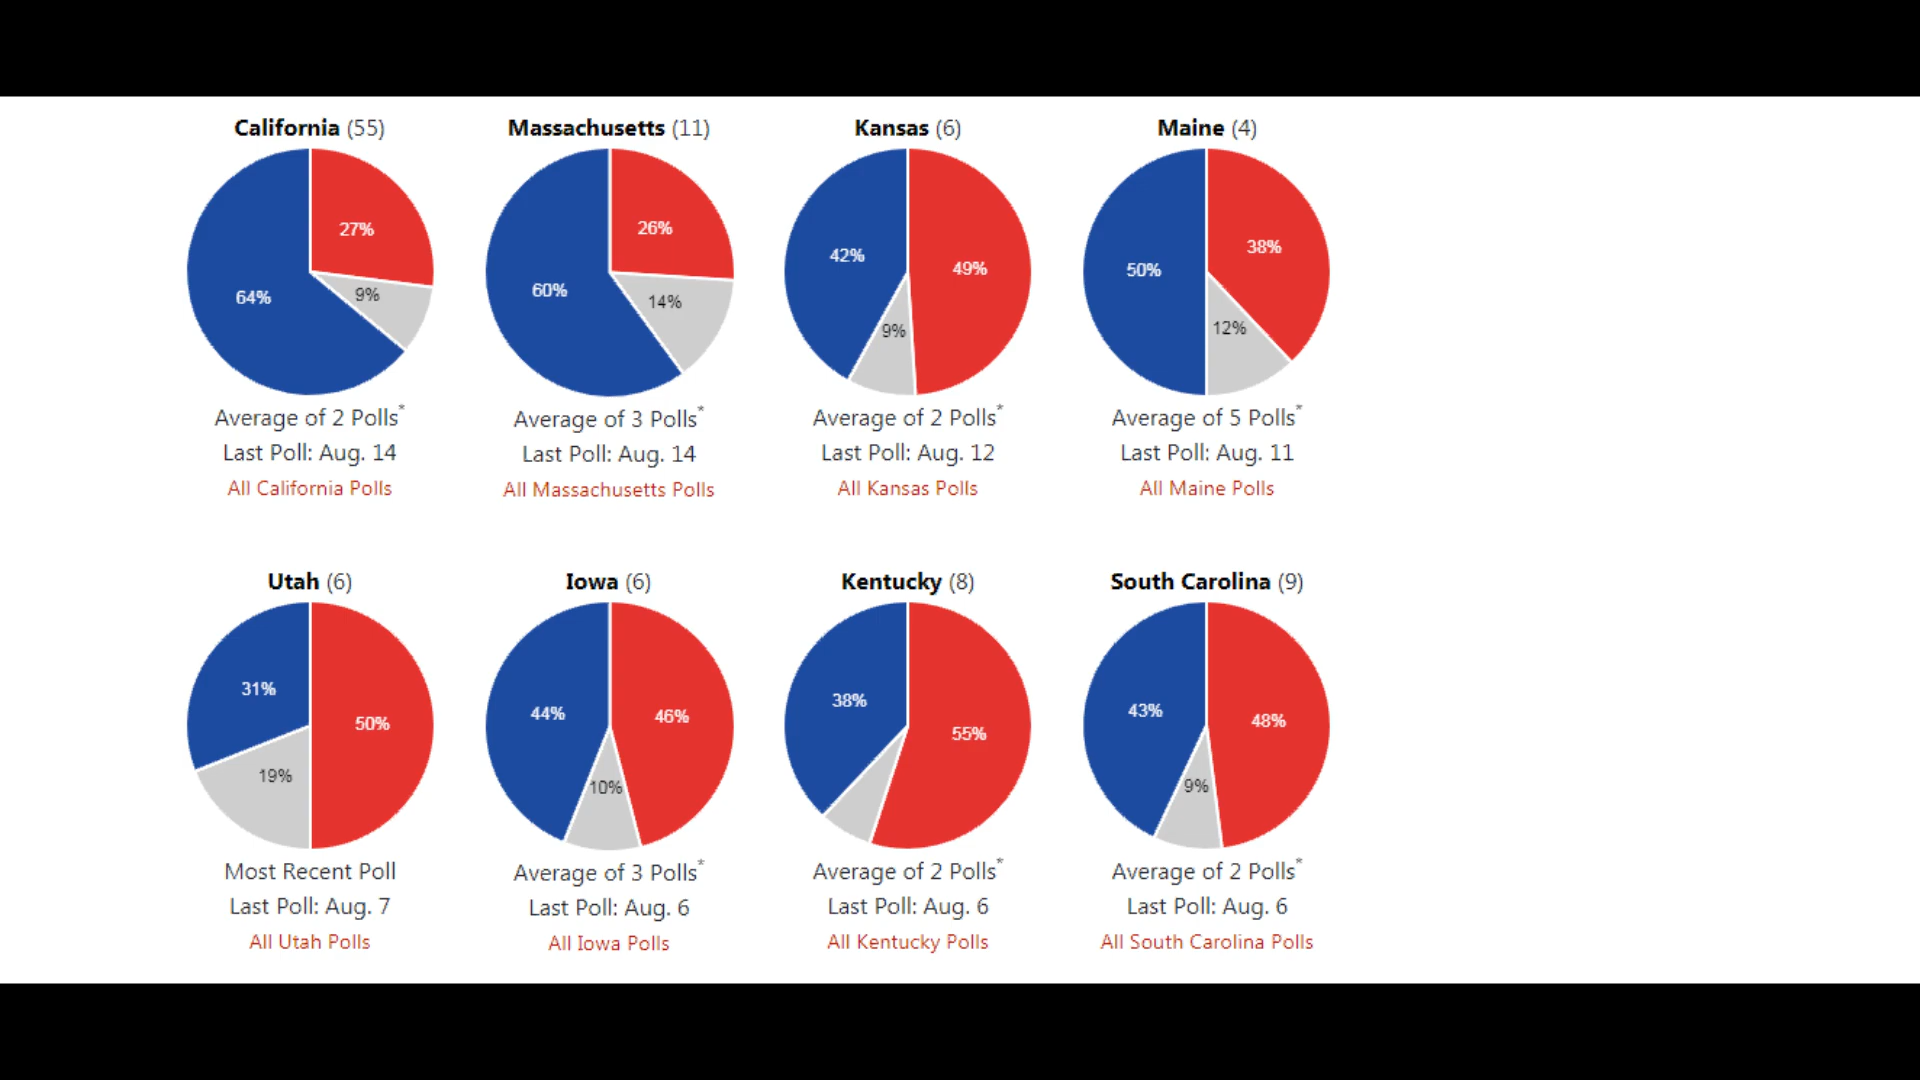 California (55)
27%
9%
64%
Average of 2 Polls*
Last Poll: Aug. 14
All California Polls
Massachusetts (11)
26%
60%
14%
Average of 3 Polls*
Last Poll: Aug. 14
All Massachusetts Polls
Kansas (6)
42%
49%
9%
Average of 2 Polls*
Last Poll: Aug. 12
All Kansas Polls
Maine (4)
38%
50%
12%
Average of 5 Polls*
Last Poll: Aug. 11
All Maine Polls
Utah (6)
31%
50%
19%
Most Recent Poll
Last Poll: Aug. 7
All Utah Polls
Iowa (6)
44%
46%
10%
Average of 3 Polls*
Last Poll: Aug. 6
All Iowa Polls
Kentucky (8)
38%
55%
Average of 2 Polls*
Last Poll: Aug. 6
All Kentucky Polls
South Carolina (9)
43%
48%
9%
Average of 2 Polls*
Last Poll: Aug. 6
All South Carolina Polls